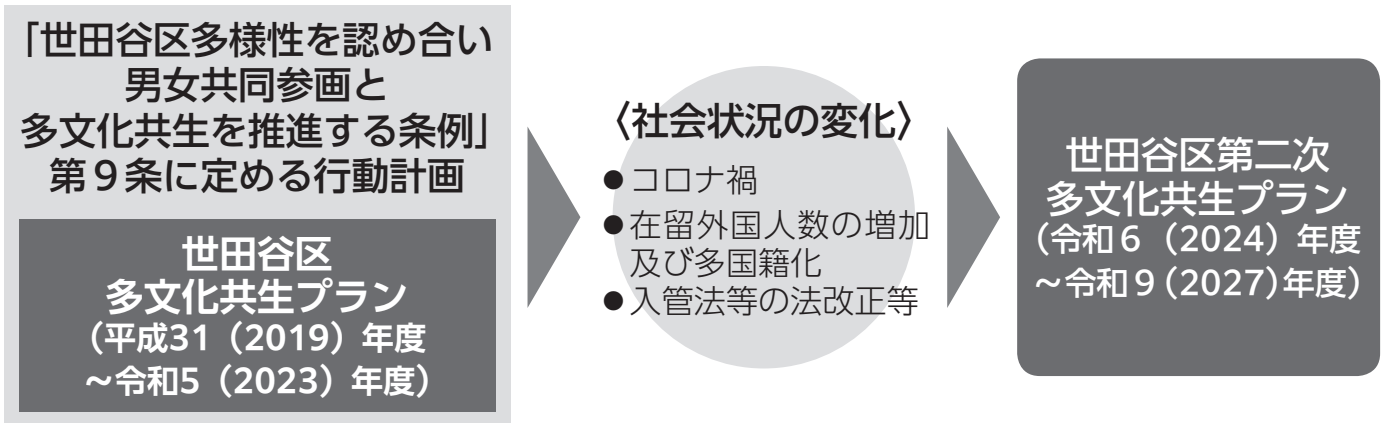 「世田谷区多様性を認め合い
男女共同参画と
多文化共生を推進する条例」
第９条に定める行動計画
世田谷区
多文化共生プラン
（平成31（2019）年度
～令和5（2023）年度）
〈社会状況の変化〉
●コロナ禍
●在留外国人数の増加
及び多国籍化
●入管法等の法改正等
世田谷区第二次
多文化共生プラン
（令和６（2024）年度
～令和９（2027）年度）